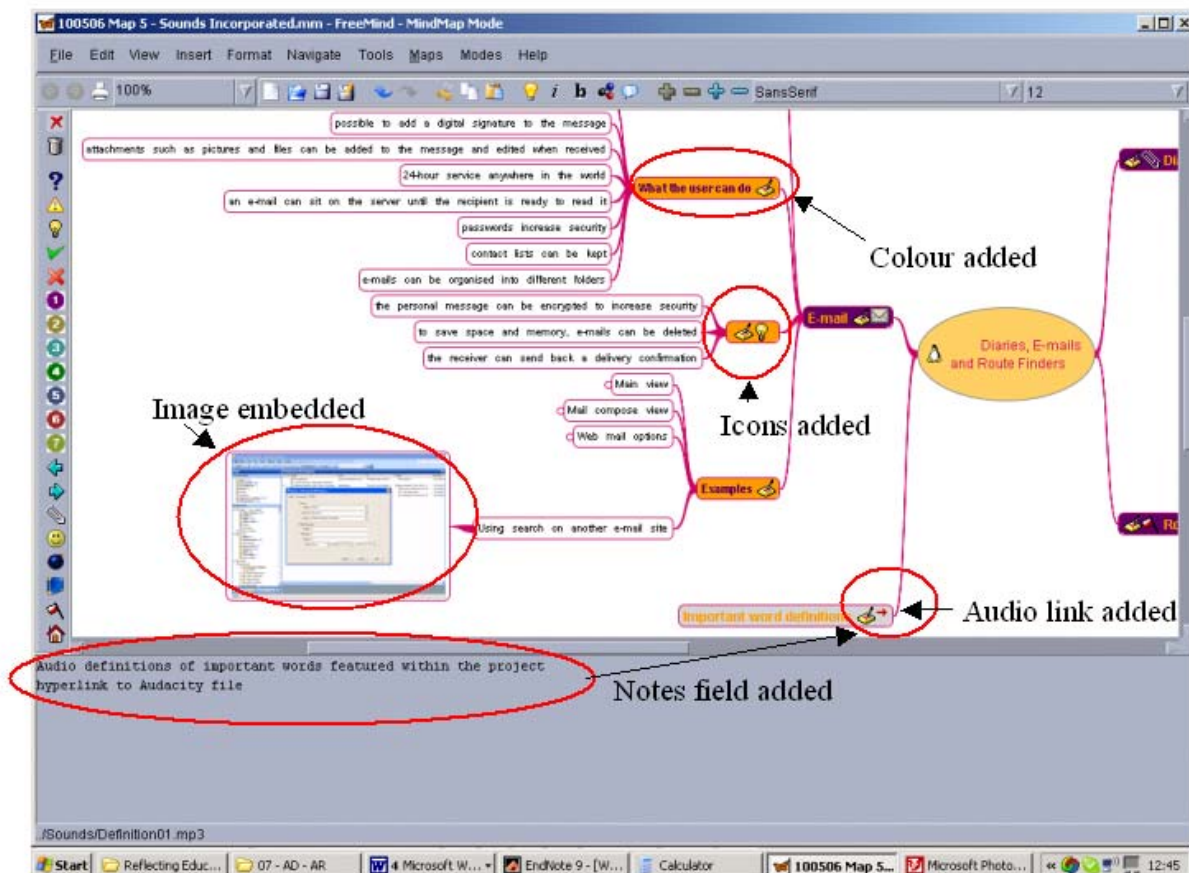 100506 Map 5 - Sounds Incorporated.mm - FreeMind - MindMap Mode
File Edit View Insert Format Navigate Tools Maps Modes Help
100% i b SansSerif 12
possible to add a digital signature to the message
attachments such as pictures and files can be added to the message and edited when received
24-hour service anywhere in the world
an e-mail can sit on the server until the recipient is ready to read it
passwords increase security
contact lists can be kept
e-mails can be organised into different folders
What the user can do
Colour added
the personal message can be encrypted to increase security
to save space and memory, e-mails can be deleted
the receiver can send back a delivery confirmation
E-mail
Diaries, E-mails
and Route Finders
Di
Icons added
Main view
Mail compose view
Web mail options
Image embedded
Examples
Using search on another e-mail site
Ro
Important word definition
Audio link added
Audio definitions of important words featured within the project
hyperlink to Audacity file
Notes field added
./Sounds/Definition01.mp3
Start Reflecting Educ... 07 - AD - AR 4 Microsoft W... EndNote 9 - [W... Calculator 100506 Map 5... Microsoft Photo... « 12:45